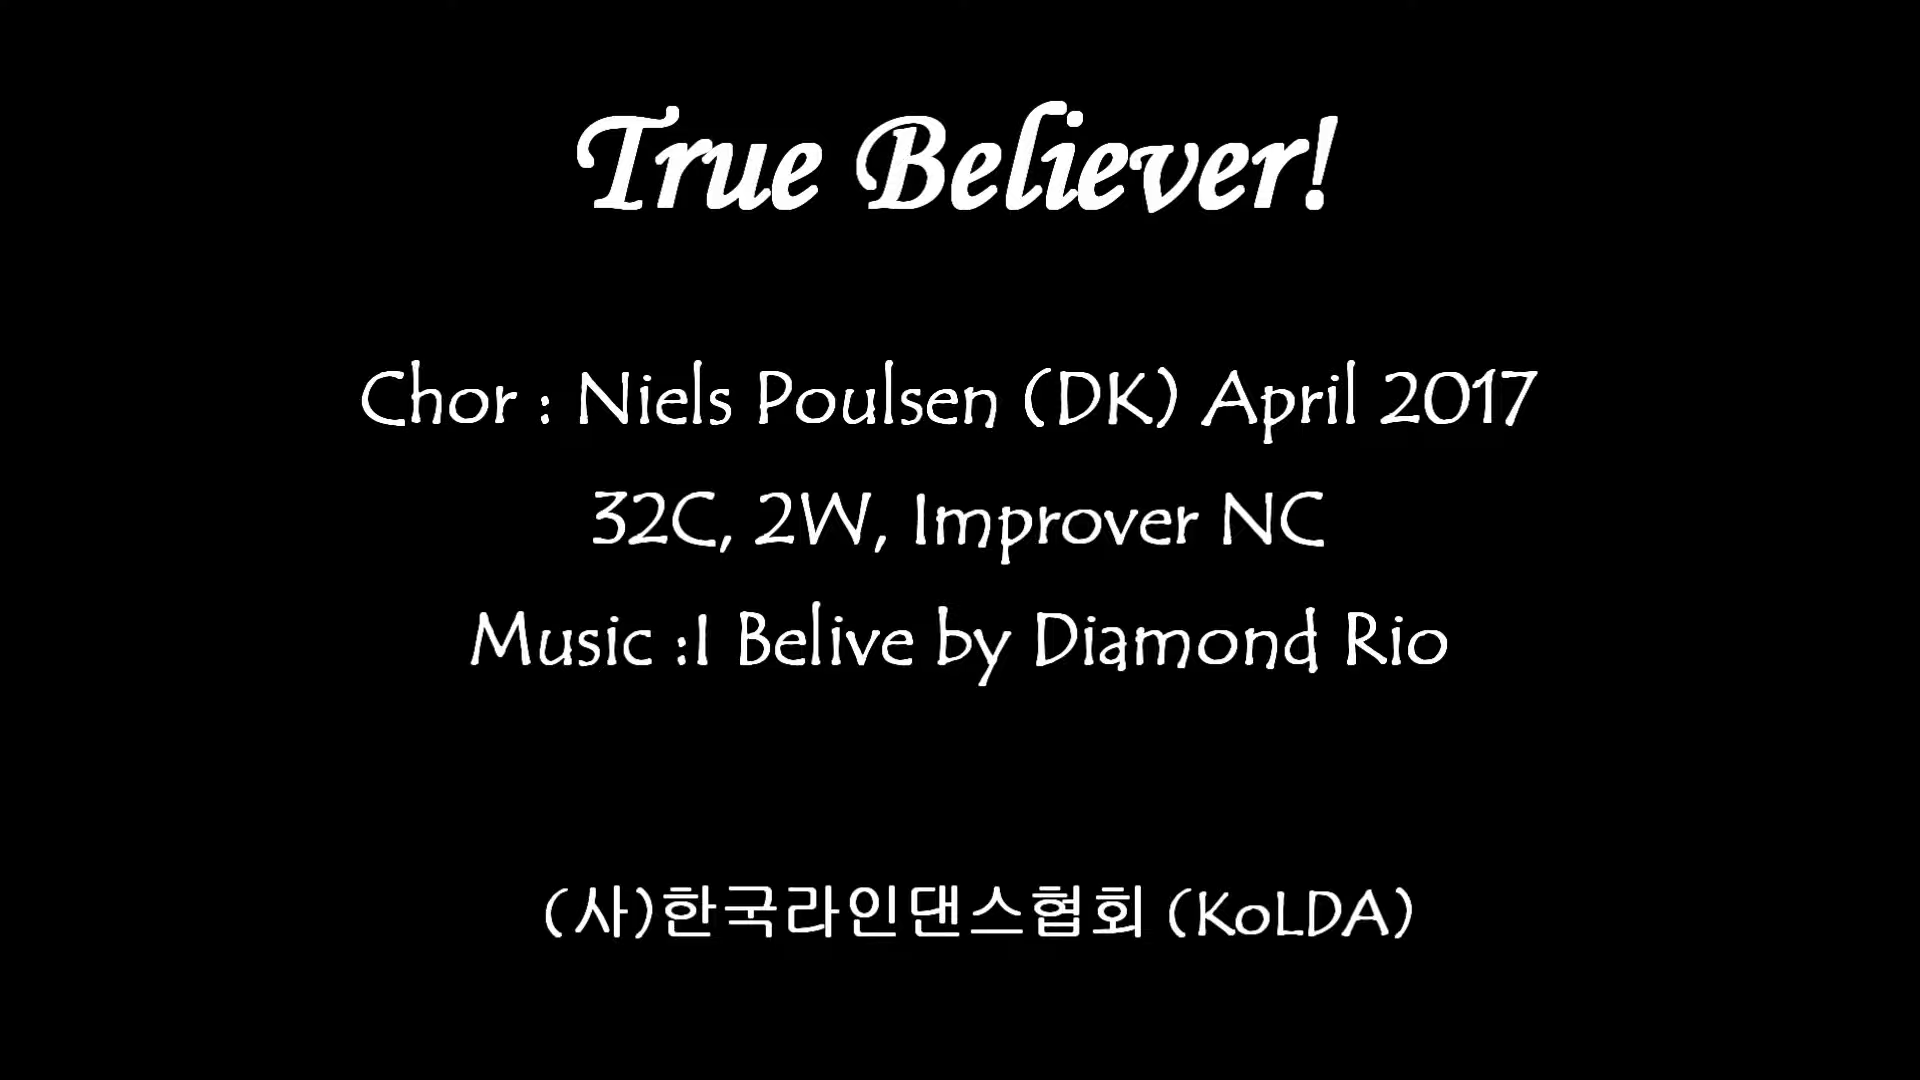 True Believer!
Chor : Niels Poulsen (DK) April 2017
32C, 2W, Improver NC
Music :I Belive by Diamond Rio
(사)한국라인댄스협회 (KoLDA)